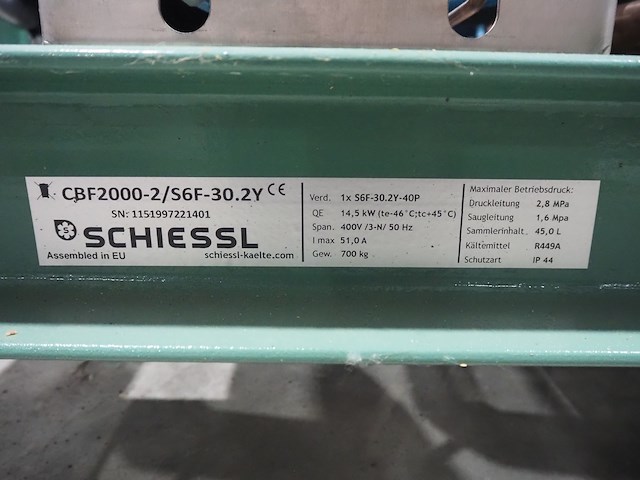 CBF2000-2/S6F-30.2Y CE
SN: 1151997221401
SCHIESSL
Assembled in EU schiessl-kaelte.com
Verd. 1x S6F-30.2Y-40P
QE 14,5 kW (te-46°C;tc+45°C)
Span. 400V /3-N/ 50 Hz
I max 51,0 A
Gew. 700 kg
Maximaler Betriebsdruck:
Druckleitung 2,8 MPa
Saugleitung 1,6 Mpa
Sammlerinhalt 45,0 L
Kältemittel R449A
Schutzart IP 44